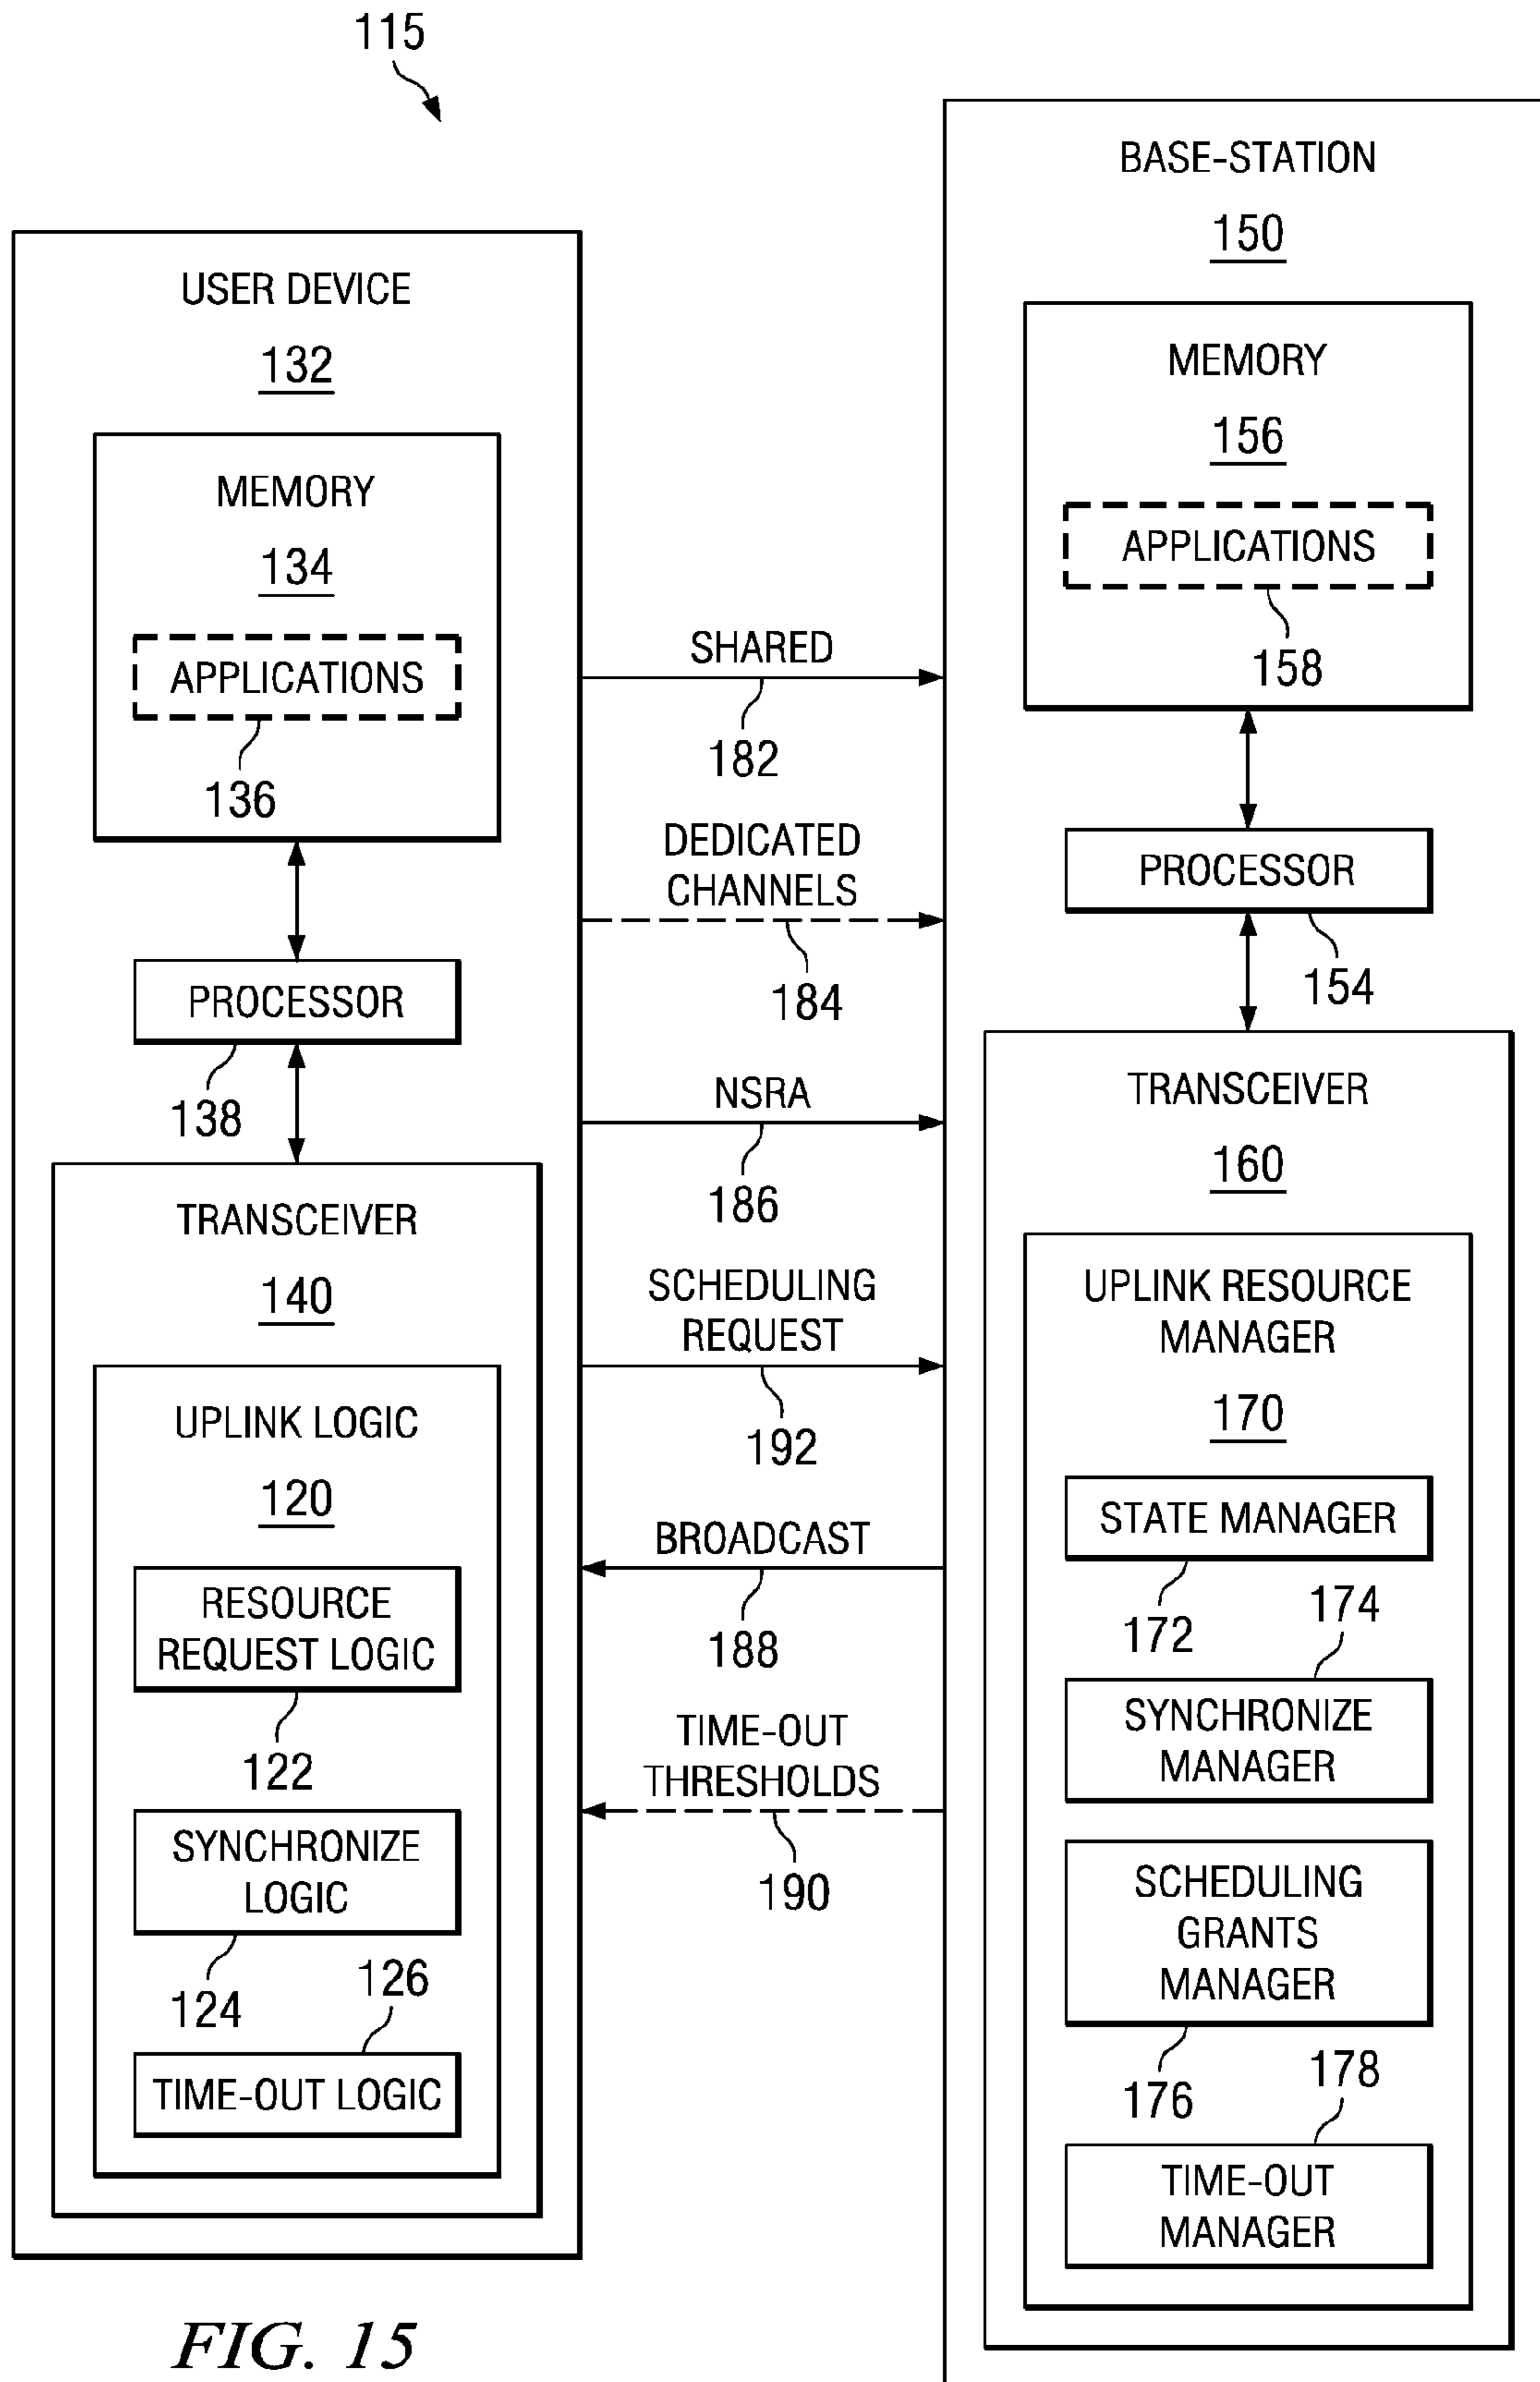 115
USER DEVICE
132
MEMORY
134
APPLICATIONS
136
PROCESSOR
138
TRANSCEIVER
140
UPLINK LOGIC
120
RESOURCE
REQUEST LOGIC
122
SYNCHRONIZE
LOGIC
124
126
TIME-OUT LOGIC
SHARED
182
DEDICATED
CHANNELS
184
NSRA
186
SCHEDULING
REQUEST
192
BROADCAST
188
TIME-OUT
THRESHOLDS
190
BASE-STATION
150
MEMORY
156
APPLICATIONS
158
PROCESSOR
154
TRANSCEIVER
160
UPLINK RESOURCE
MANAGER
170
STATE MANAGER
172
174
SYNCHRONIZE
MANAGER
SCHEDULING
GRANTS
MANAGER
176
178
TIME-OUT
MANAGER
FIG. 15